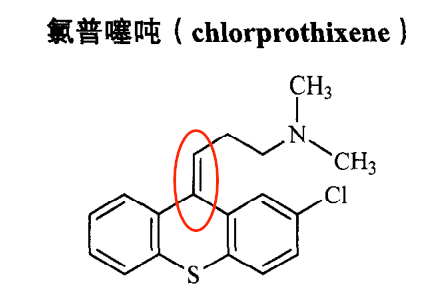 氯普噻吨（chlorprothixene）
CH₃
N
CH₃
Cl
S